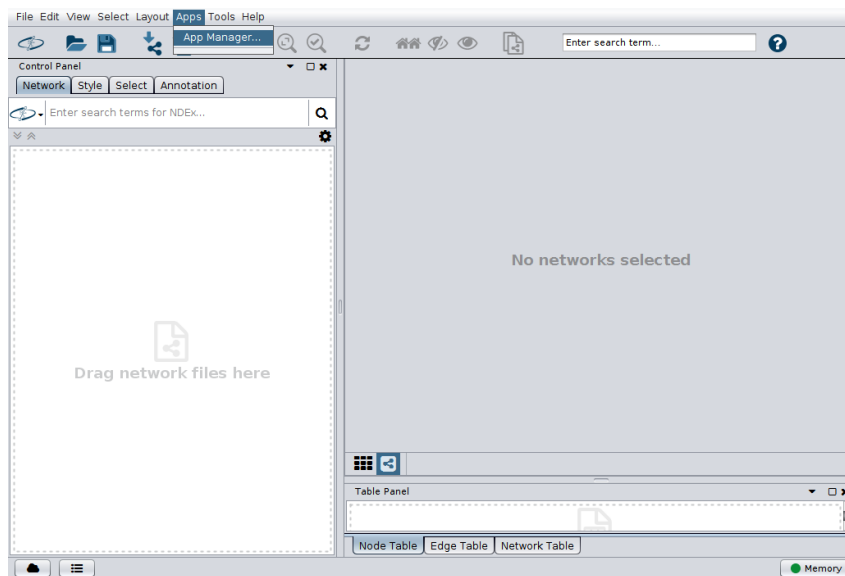 File Edit View Select Layout Apps Tools Help
App Manager...
Enter search term...
Control Panel
Network Style Select Annotation
Enter search terms for NDEx...
No networks selected
Drag network files here
Table Panel
Node Table Edge Table Network Table
Memory